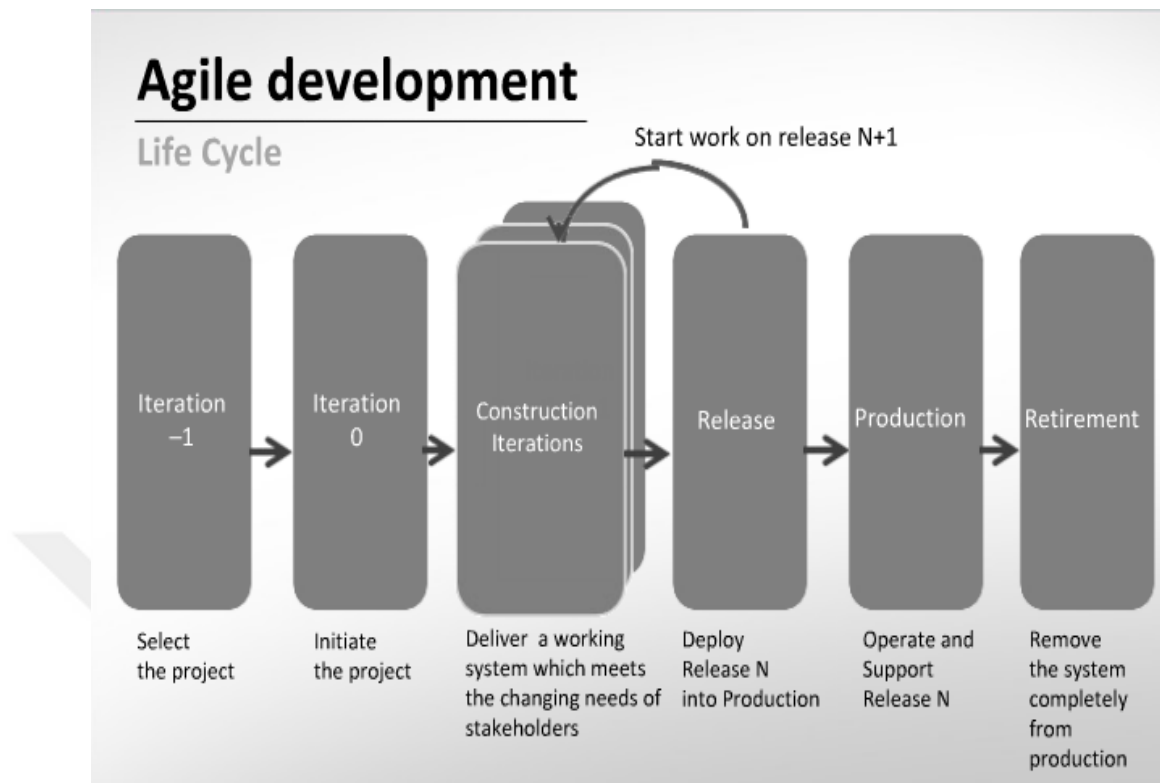 Agile development
Life Cycle
Start work on release N+1
Iteration
–1
Iteration
0
Construction
Iterations
Release
Production
Retirement
Select
the project
Initiate
the project
Deliver a working
system which meets
the changing needs of
stakeholders
Deploy
Release N
into Production
Operate and
Support
Release N
Remove
the system
completely
from
production